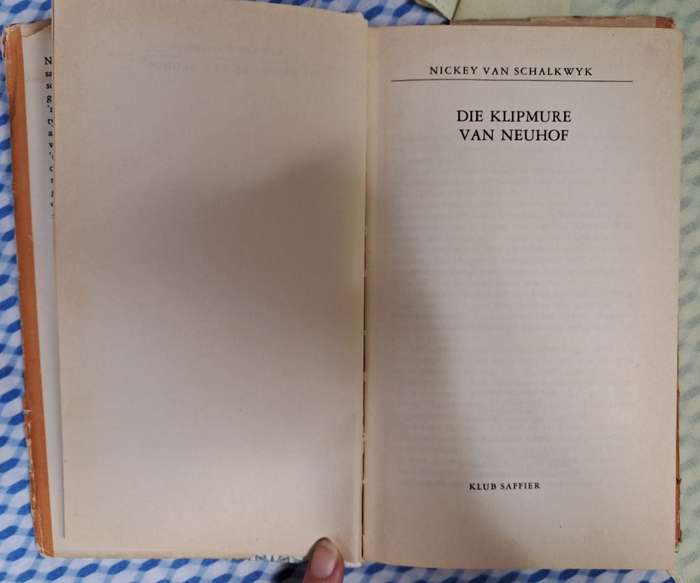 NICKEY VAN SCHALKWYK
DIE KLIPMURE
VAN NEUHOF
KLUB SAFFIER